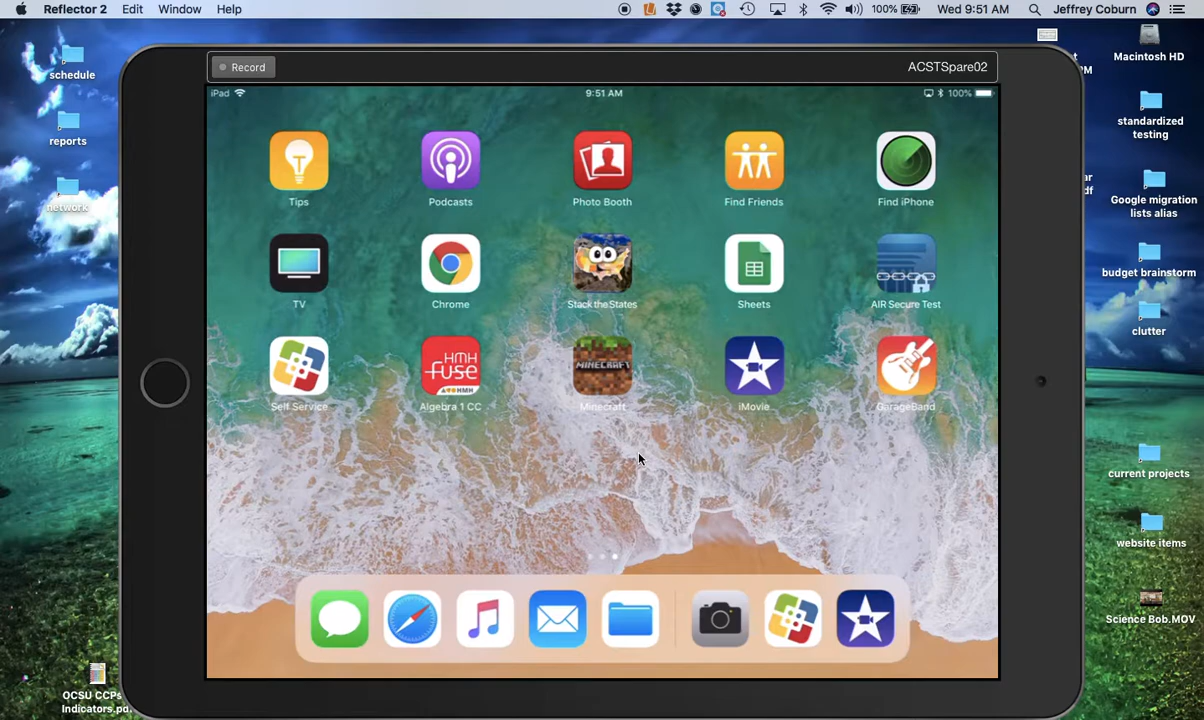 Reflector 2 Edit Window Help 100% Wed 9:51 AM Jeffrey Coburn
Record ACSTSpare02
iPad 9:51 AM 100%
Tips Podcasts Photo Booth Find Friends Find iPhone
TV Chrome Stack the States Sheets AIR Secure Test
HMH
fuse
HMH
MINECRAFT
Self Service Algebra 1 CC Minecraft iMovie GarageBand
schedule
reports
network
OCSU CCPs
Indicators.pd.
Macintosh HD
standardized
testing
Google migration
lists alias
budget brainstorm
clutter
current projects
website items
Science Bob.MOV